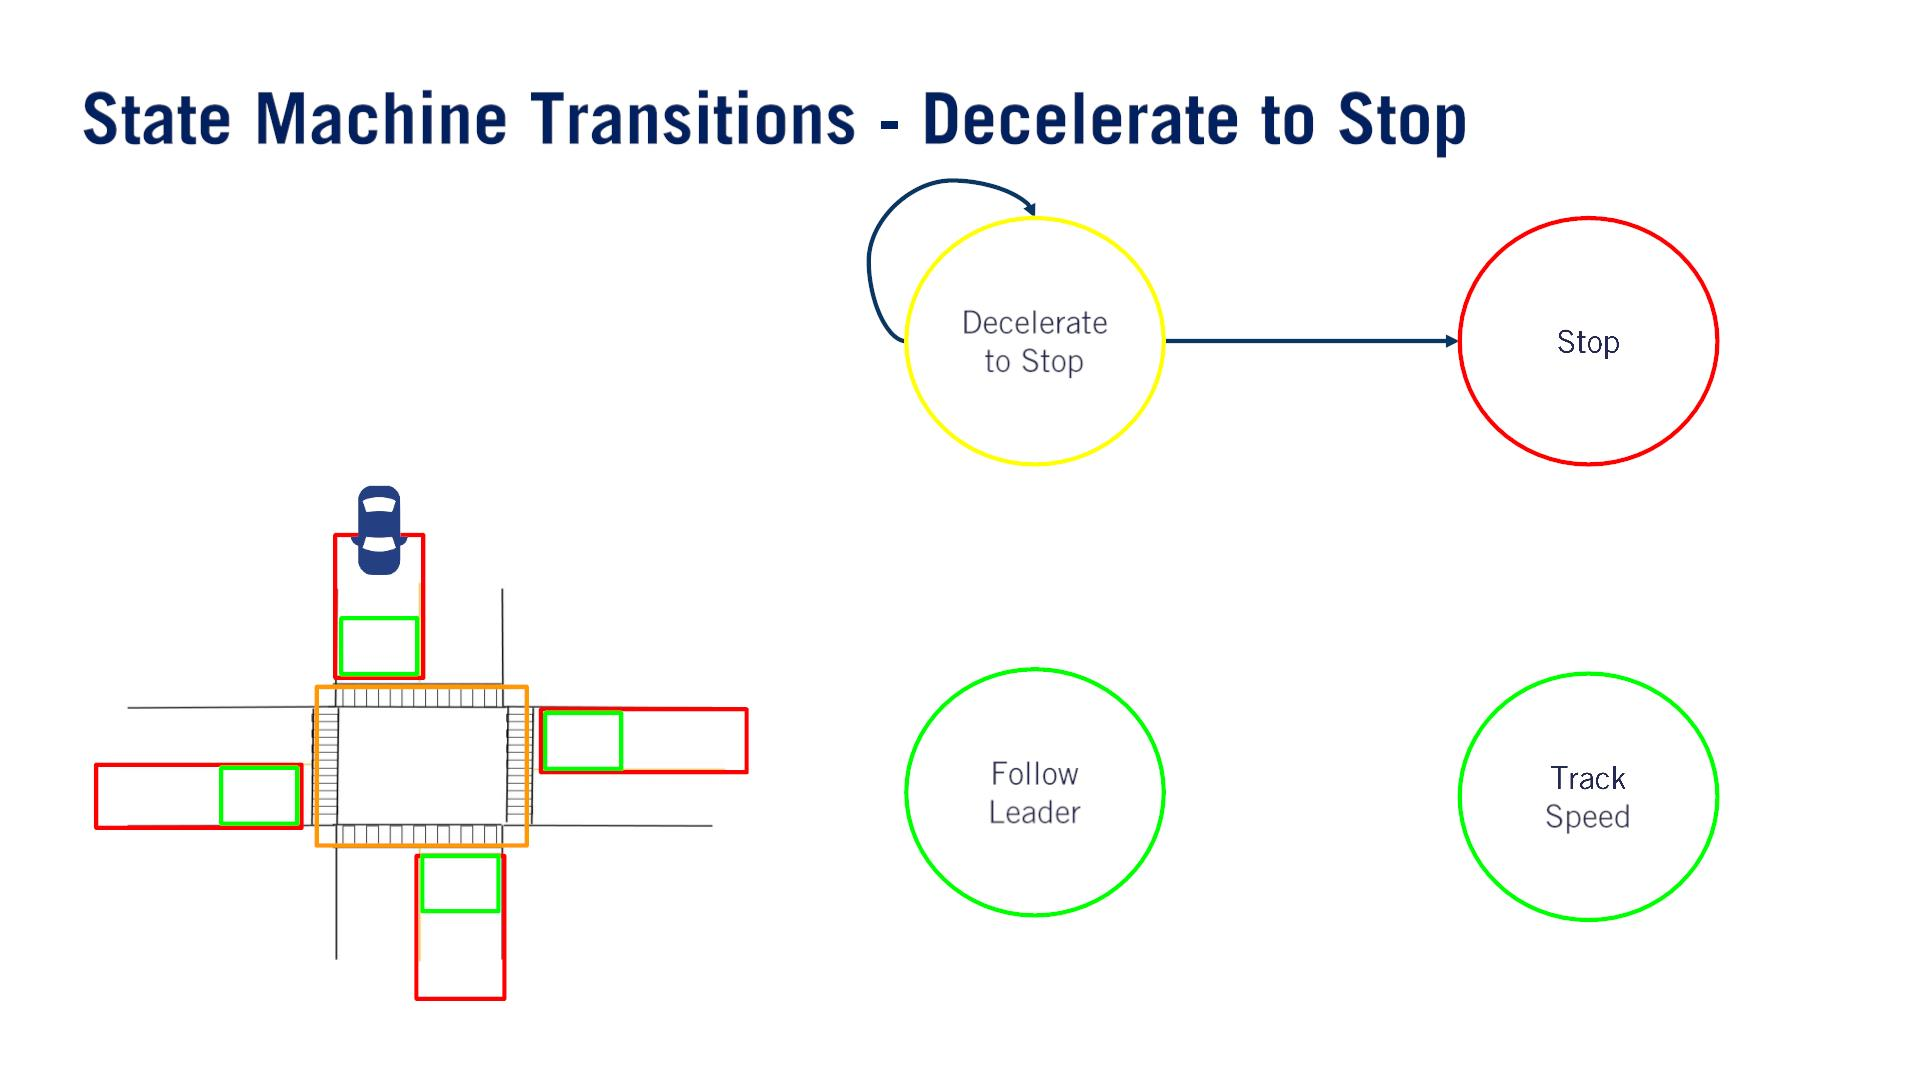 State Machine Transitions - Decelerate to Stop
Decelerate
to Stop
Stop
Follow
Leader
Track
Speed